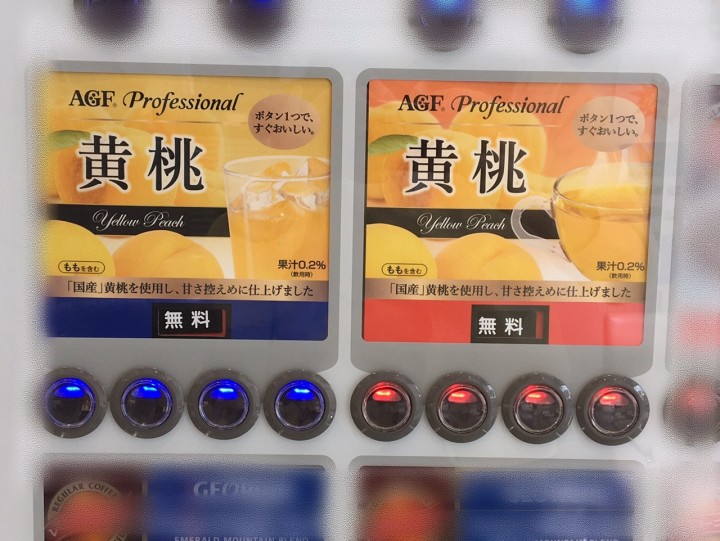 AGF® Professional
ボタン1つで、
すぐおいしい。
黄桃
Yellow Peach
ももを含む
果汁0.2%
(飲用時)
「国産」黄桃を使用し、甘さ控えめに仕上げました
無料
AGF® Professional
ボタン1つで、
すぐおいしい。
黄桃
Yellow Peach
ももを含む
果汁0.2%
(飲用時)
「国産」黄桃を使用し、甘さ控えめに仕上げました
無料
REGULAR COFFEE
EMERALD MOUNTAIN BLEND